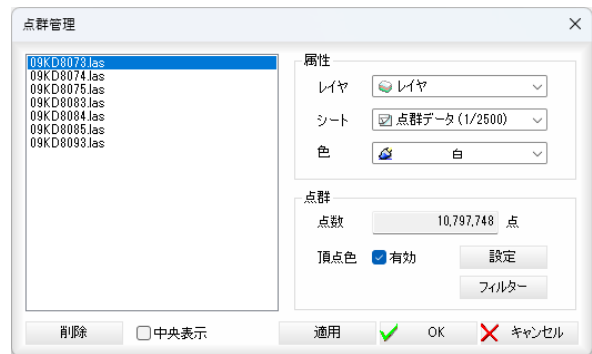 点群管理
09KD8073.las
09KD8074.las
09KD8075.las
09KD8083.las
09KD8084.las
09KD8085.las
09KD8093.las
属性
レイヤ レイヤ
シート 点群データ(1/2500)
色 白
点群
点数 10,797,748 点
頂点色 有効 設定
フィルター
削除 中央表示 適用 OK キャンセル